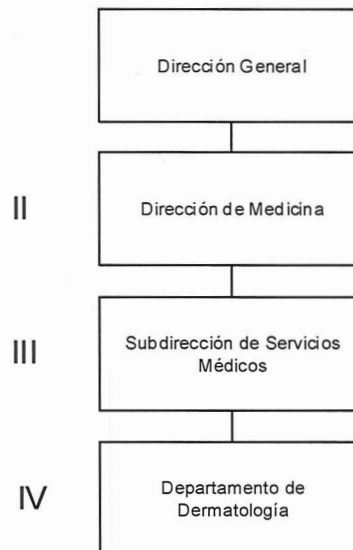 Dirección General
II
Dirección de Medicina
III
Subdirección de Servicios
Médicos
IV
Departamento de
Dermatología